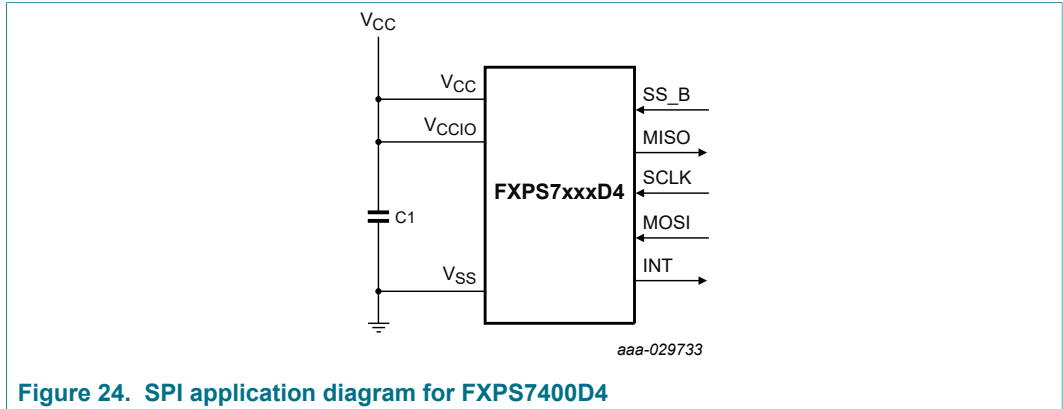 VCC
VCC
VCCIO
C1
VSS
FXPS7xxxD4
SS_B
MISO
SCLK
MOSI
INT
aaa-029733
Figure 24. SPI application diagram for FXPS7400D4